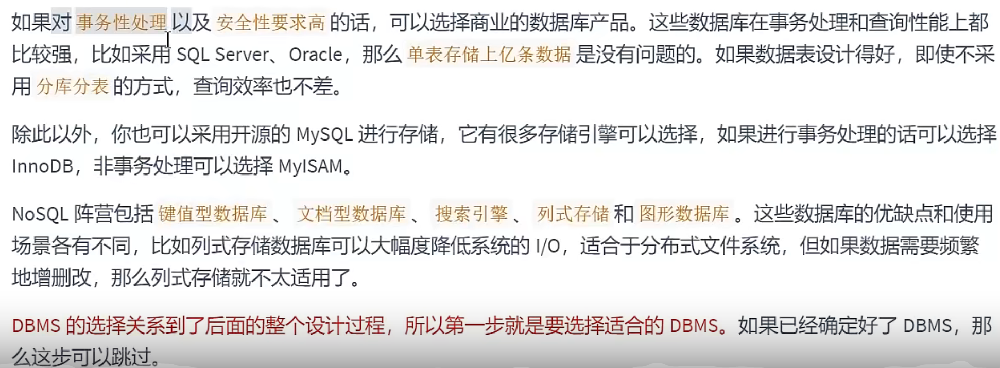 如果对 事务性处理 以及 安全性要求高 的话，可以选择商业的数据库产品。这些数据库在事务处理和查询性能上都
比较强，比如采用 SQL Server、Oracle，那么 单表存储上亿条数据 是没有问题的。如果数据表设计得好，即使不采
用 分库分表 的方式，查询效率也不差。
除此以外，你也可以采用开源的 MySQL 进行存储，它有很多存储引擎可以选择，如果进行事务处理的话可以选择
InnoDB，非事务处理可以选择 MyISAM。
NoSQL 阵营包括 键值型数据库 、 文档型数据库 、 搜索引擎 、 列式存储 和 图形数据库 。这些数据库的优缺点和使用
场景各有不同，比如列式存储数据库可以大幅度降低系统的 I/O，适合于分布式文件系统，但如果数据需要频繁
地增删改，那么列式存储就不太适用了。
DBMS 的选择关系到了后面的整个设计过程，所以第一步就是要选择适合的 DBMS。如果已经确定好了 DBMS，那
么这步可以跳过。